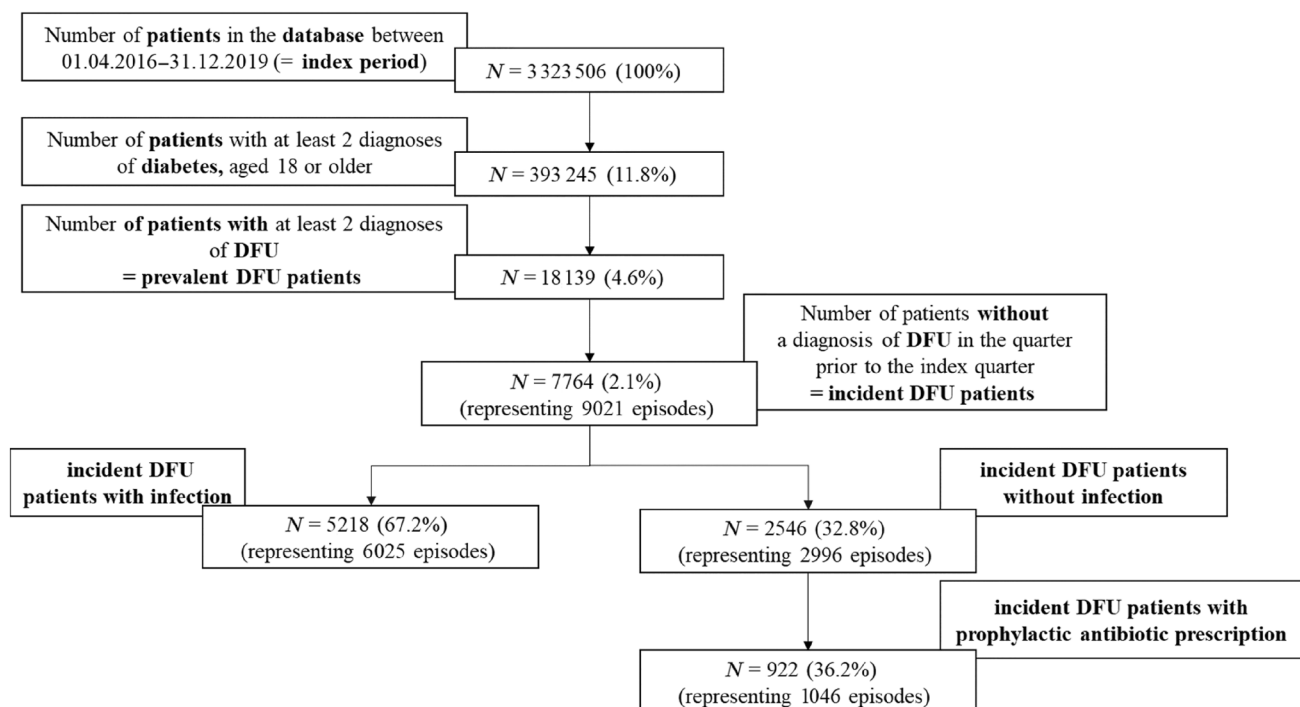 Number of patients in the database between
01.04.2016–31.12.2019 (= index period)
N = 3 323 506 (100%)
Number of patients with at least 2 diagnoses
of diabetes, aged 18 or older
N = 393 245 (11.8%)
Number of patients with at least 2 diagnoses
of DFU
= prevalent DFU patients
N = 18 139 (4.6%)
Number of patients without
a diagnosis of DFU in the quarter
prior to the index quarter
= incident DFU patients
N = 7764 (2.1%)
(representing 9021 episodes)
incident DFU
patients with infection
N = 5218 (67.2%)
(representing 6025 episodes)
incident DFU patients
without infection
N = 2546 (32.8%)
(representing 2996 episodes)
incident DFU patients with
prophylactic antibiotic prescription
N = 922 (36.2%)
(representing 1046 episodes)